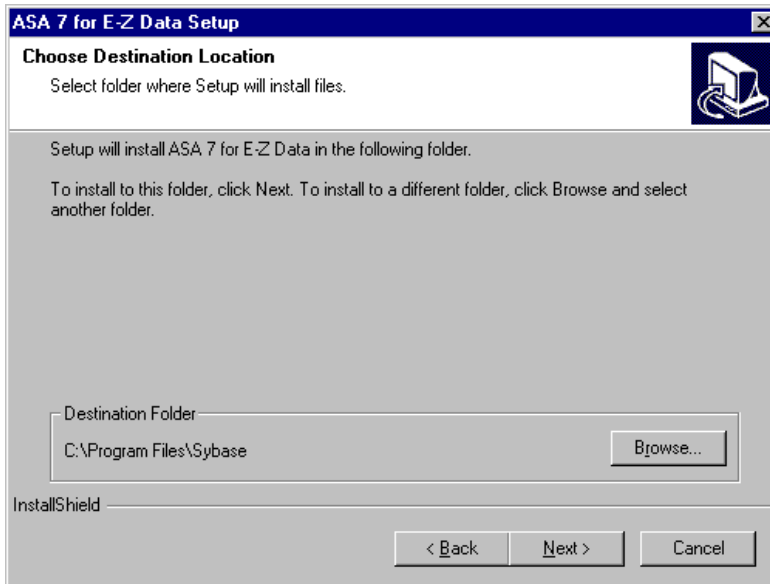 ASA 7 for E-Z Data Setup
Choose Destination Location
Select folder where Setup will install files.
Setup will install ASA 7 for E-Z Data in the following folder.
To install to this folder, click Next. To install to a different folder, click Browse and select
another folder.
Destination Folder
C:\Program Files\Sybase
Browse...
InstallShield
< Back
Next >
Cancel